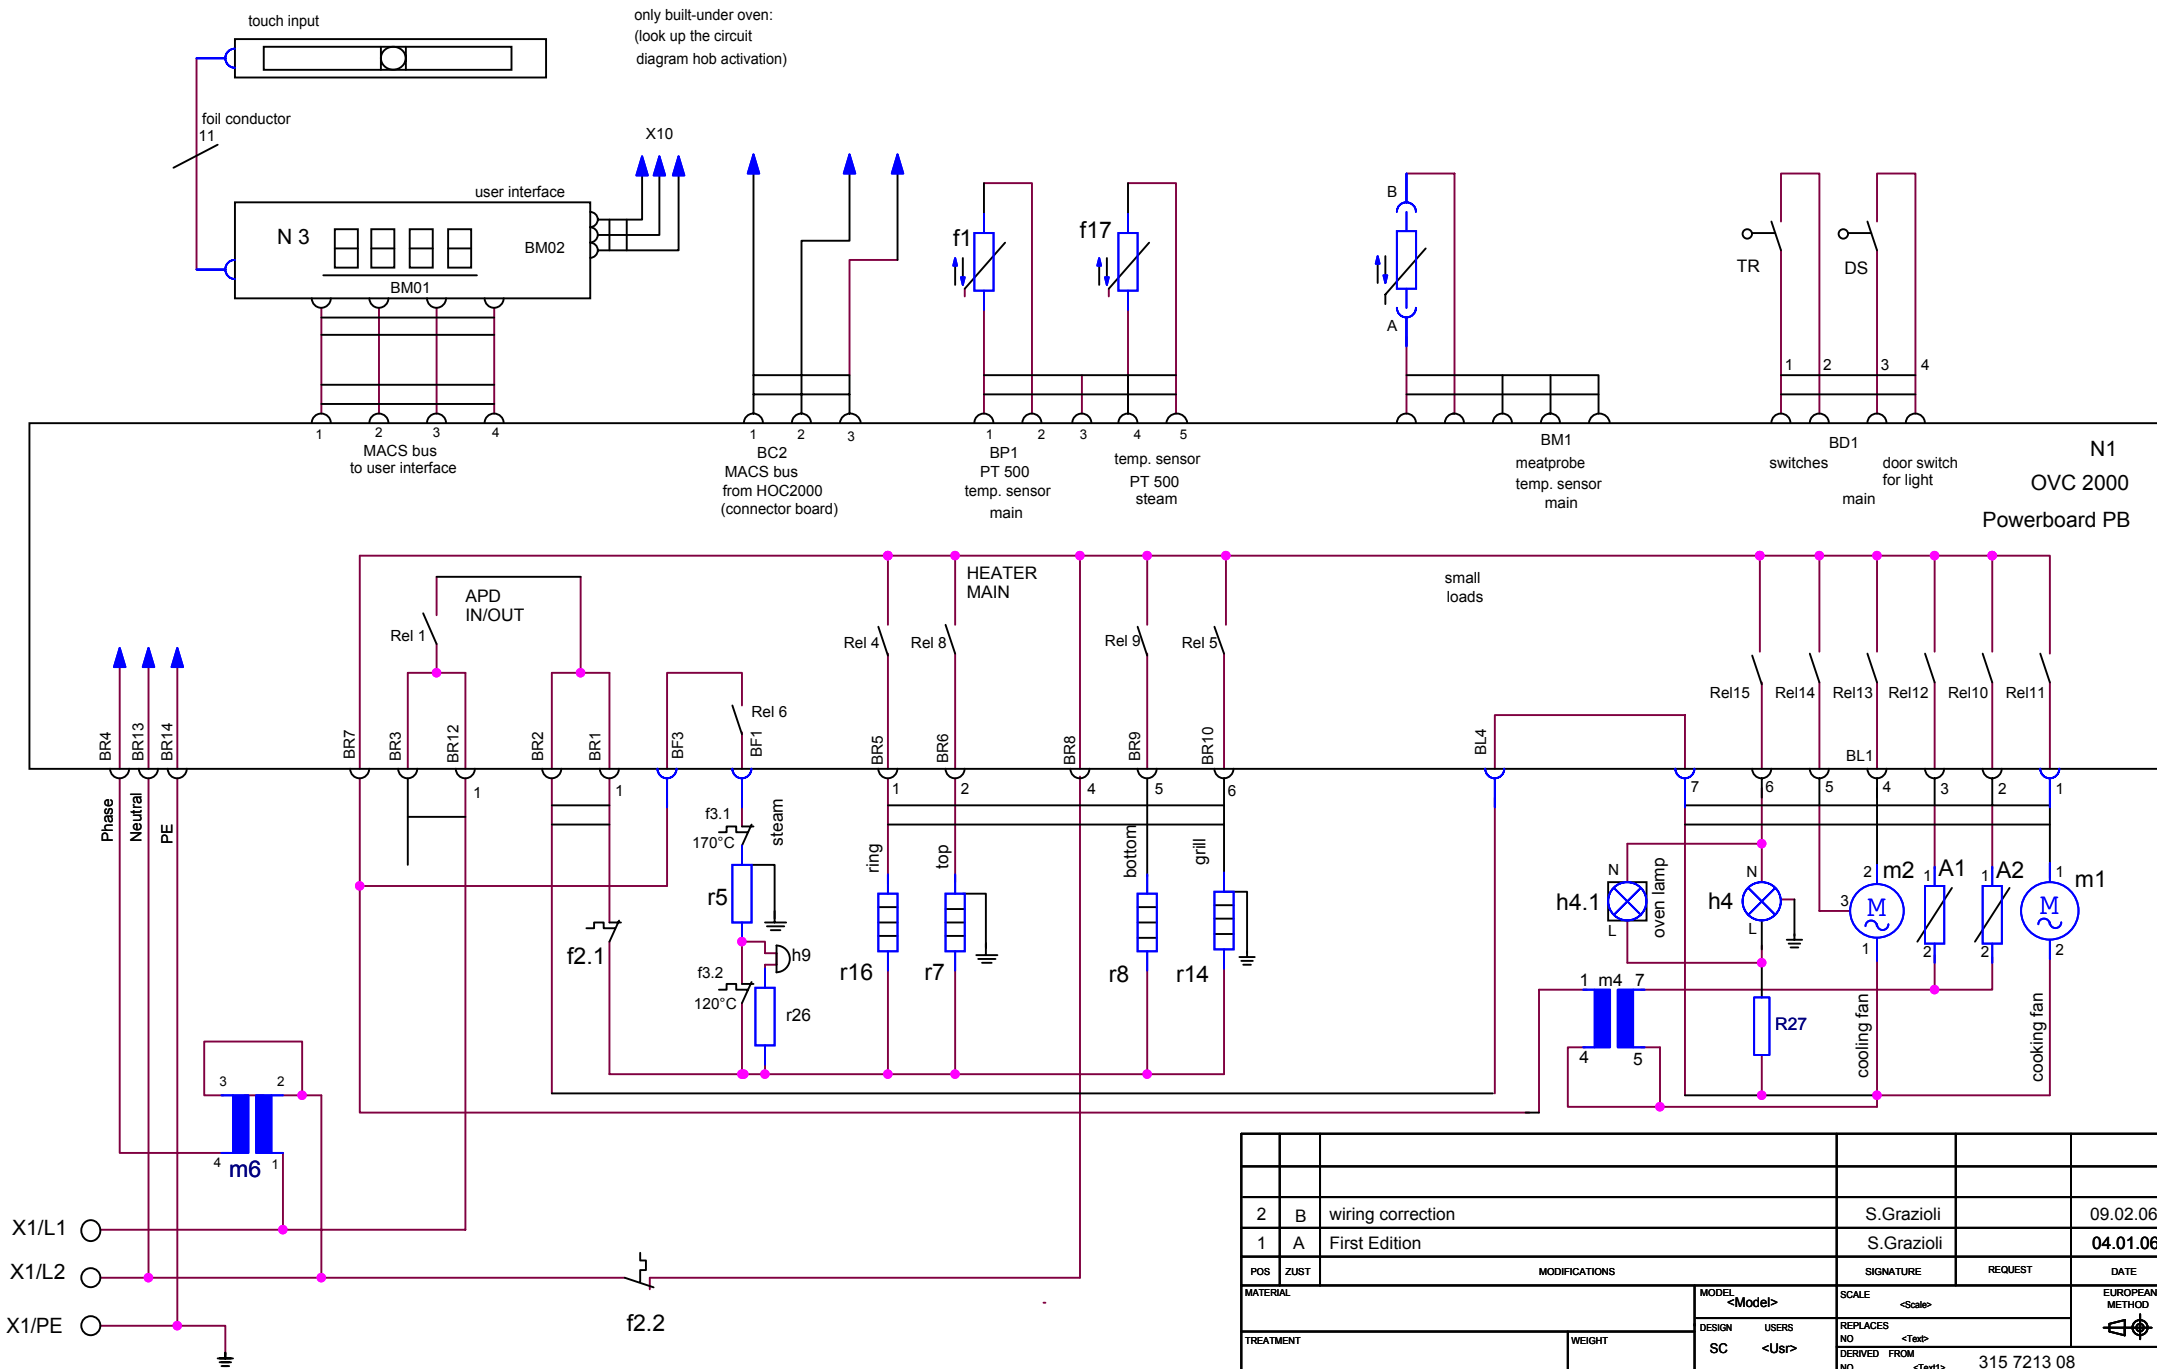 touch input
only built-under oven:
(look up the circuit
diagram hob activation)
foil conductor
11
X10
user interface
N 3
BM02
BM01
f1
f17
B
A
TR
DS
1 2 3 4
1 2 3 4
MACS bus
to user interface
1 2 3
BC2
MACS bus
from HOC2000
(connector board)
1 2 3 4 5
BP1
PT 500
temp. sensor
main
temp. sensor
PT 500
steam
BM1
meatprobe
temp. sensor
main
BD1
switches
door switch
for light
main
N1
OVC 2000
Powerboard PB
APD
IN/OUT
HEATER
MAIN
small
loads
Rel 1
Rel 4
Rel 8
Rel 9
Rel 5
Rel 6
Rel15
Rel14
Rel13
Rel12
Rel10
Rel11
BR4
BR13
BR14
BR7
BR3
BR12
BR2
BR1
BF3
BF1
BR5
BR6
BR8
BR9
BR10
BL4
BL1
Phase
Neutral
PE
1
1
1 2 4 5 6
7 6 5 4 3 2 1
f3.1
170°C
steam
r5
h9
f3.2
120°C
r26
f2.1
ring
r16
top
r7
bottom
r8
grill
r14
h4.1
N
L
oven lamp
h4
N
L
R27
m2
2
3
M
1
cooling fan
A1
1
2
A2
1
2
m1
1
M
2
cooking fan
1 m4 7
4 5
3 2
4 m6 1
X1/L1
X1/L2
X1/PE
f2.2
2 B wiring correction S.Grazioli 09.02.06
1 A First Edition S.Grazioli 04.01.06
POS ZUST MODIFICATIONS SIGNATURE REQUEST DATE
MATERIAL
MODEL
<Model>
SCALE
<Scale>
EUROPEAN
METHOD
TREATMENT
WEIGHT
DESIGN USERS
SC <Usr>
REPLACES
NO <Text>
DERIVED FROM
NO <Text1>
315 7213 08